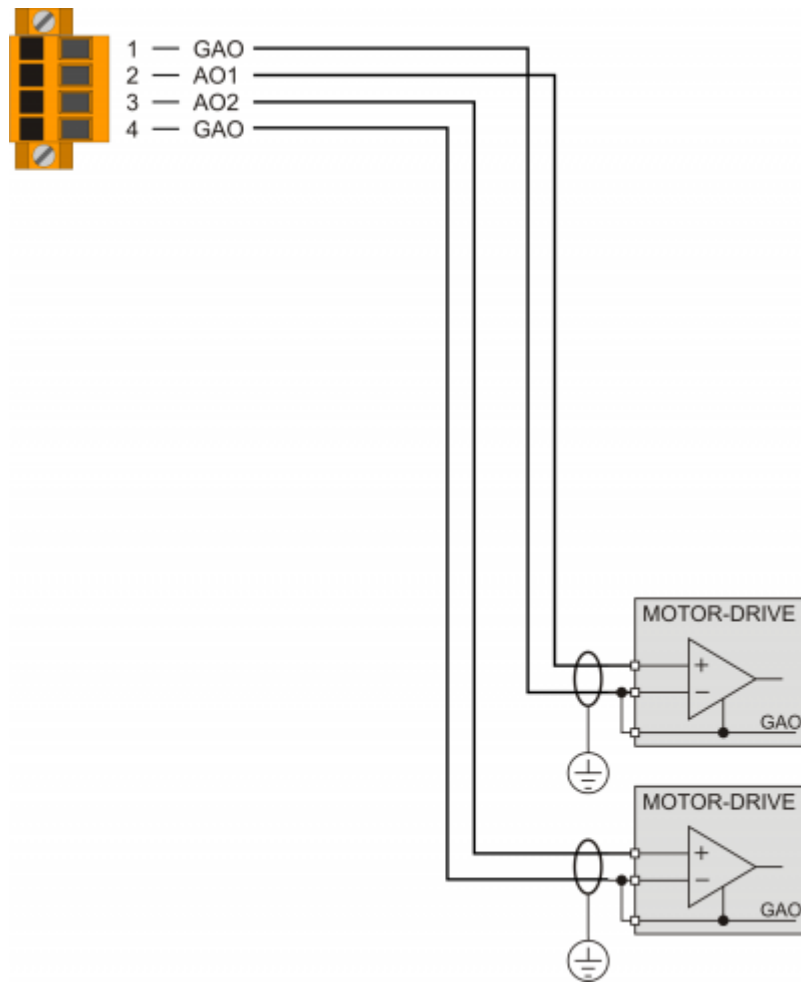 1 — GAO
2 — AO1
3 — AO2
4 — GAO
MOTOR-DRIVE
+
−
GAO
MOTOR-DRIVE
+
−
GAO